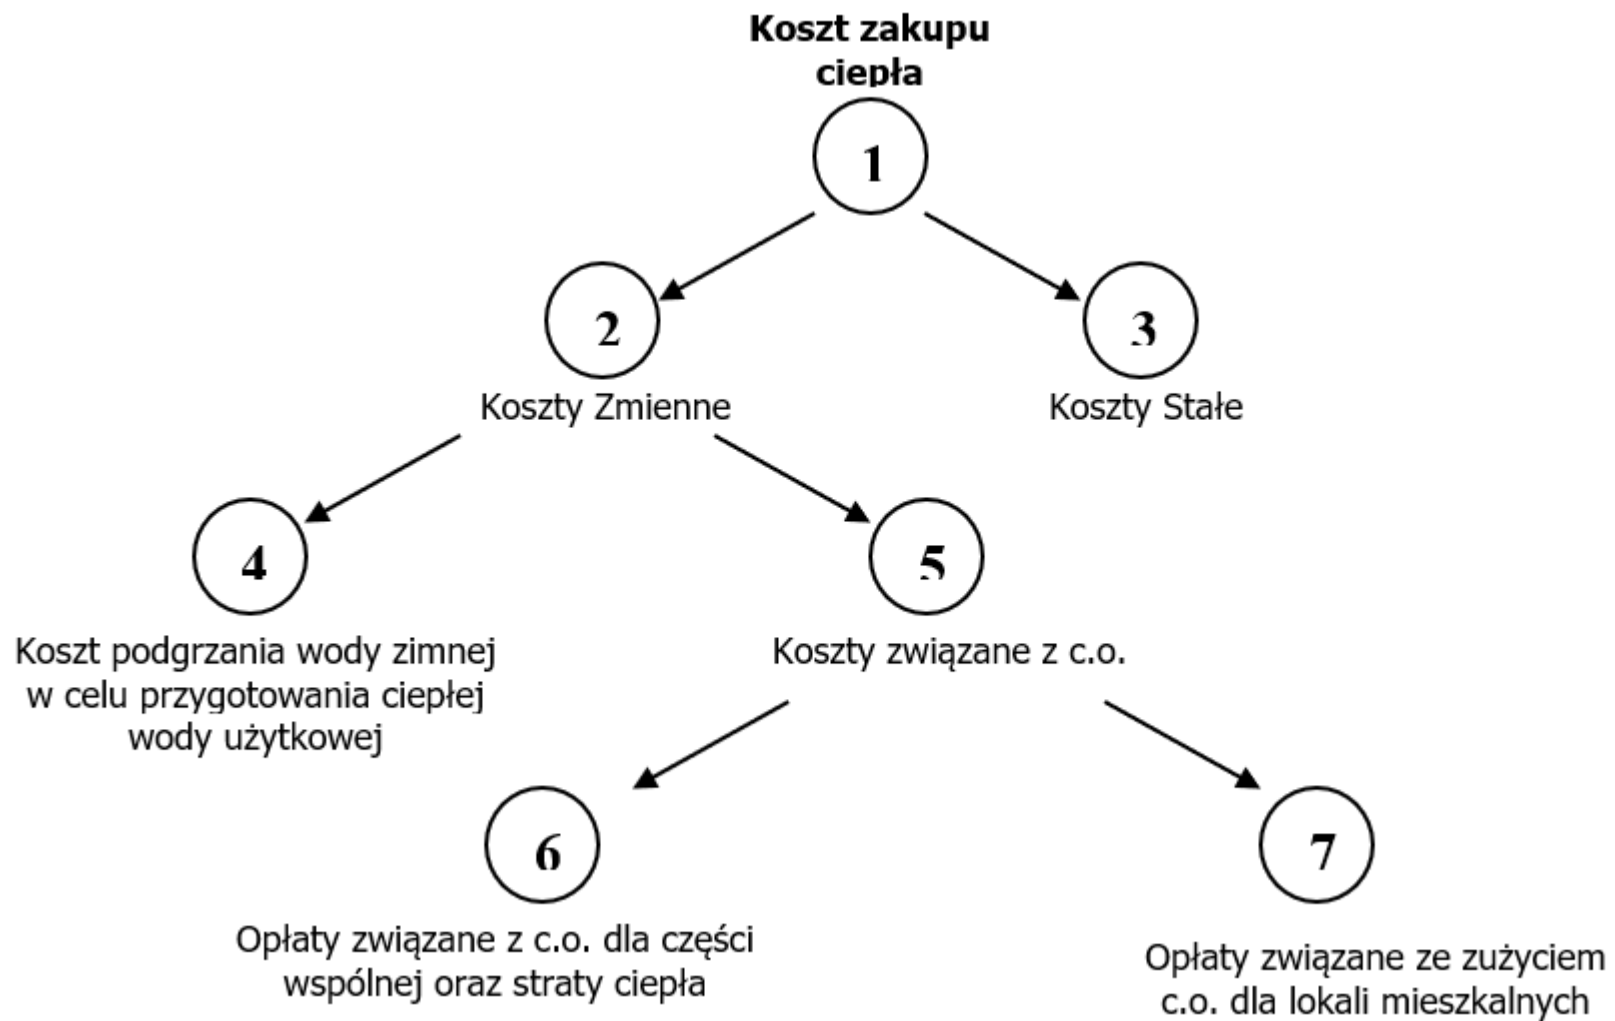 Koszt zakupu
ciepła
1
2
3
Koszty Zmienne
Koszty Stałe
4
5
Koszt podgrzania wody zimnej
w celu przygotowania ciepłej
wody użytkowej
Koszty związane z c.o.
6
7
Opłaty związane z c.o. dla części
wspólnej oraz straty ciepła
Opłaty związane ze zużyciem
c.o. dla lokali mieszkalnych